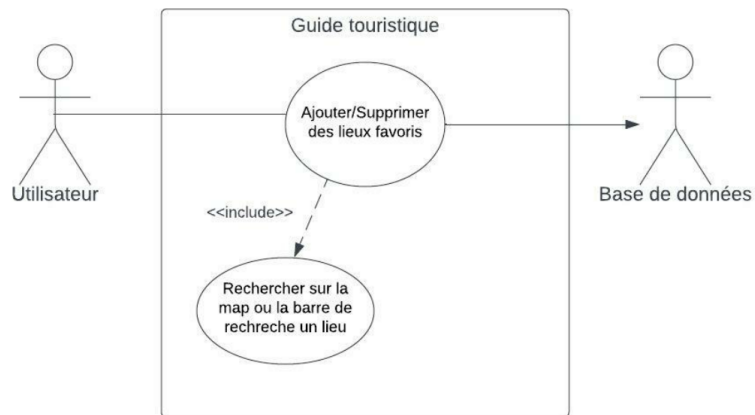 Guide touristique
Ajouter/Supprimer
des lieux favoris
Utilisateur
Base de données
<<include>>
Rechercher sur la
map ou la barre de
rechreche un lieu